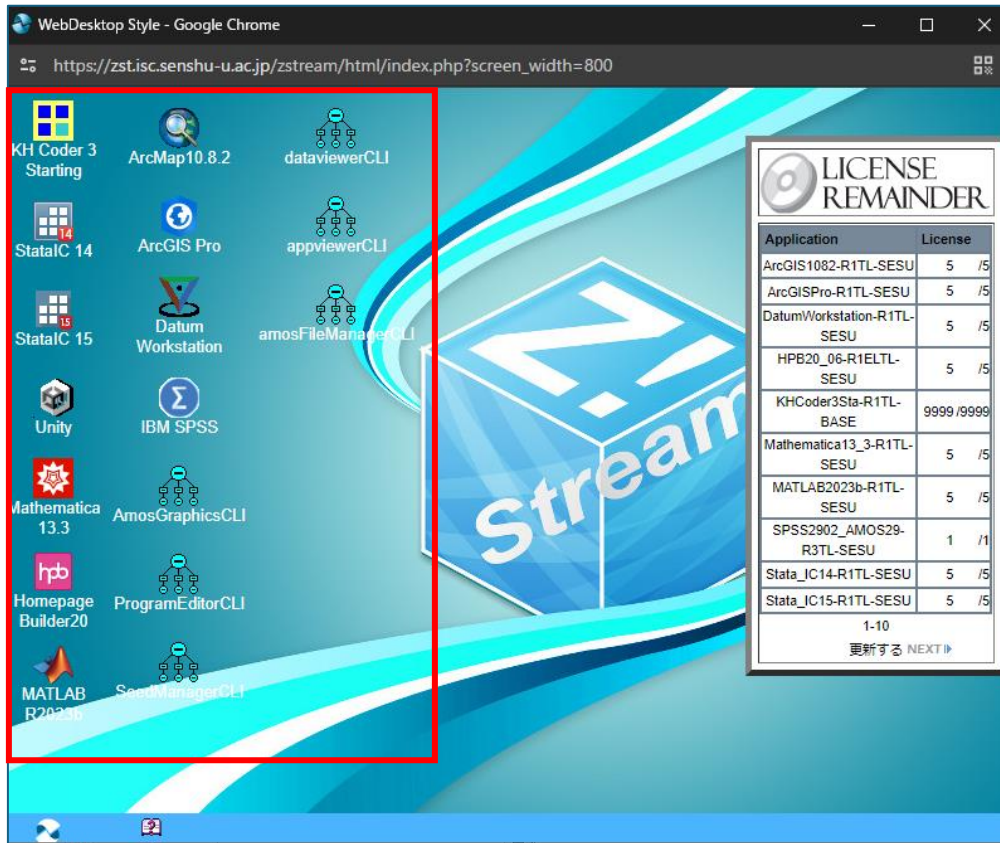 WebDesktop Style - Google Chrome
https://zst.isc.senshu-u.ac.jp/zstream/html/index.php?screen_width=800
KH Coder 3
Starting
ArcMap10.8.2
dataviewerCLI
StataIC 14
14
ArcGIS Pro
appviewerCLI
StataIC 15
15
Datum
Workstation
amosFileManagerCLI
Unity
IBM SPSS
Mathematica
13.3
AmosGraphicsCLI
hpb
Homepage
Builder20
ProgramEditorCLI
MATLAB
R2023b
SeedManagerCLI
Z!
Stream
LICENSE
REMAINDER
Application License
ArcGIS1082-R1TL-SESU 5 /5
ArcGISPro-R1TL-SESU 5 /5
DatumWorkstation-R1TL-
SESU 5 /5
HPB20_06-R1ELTL-
SESU 5 /5
KHCoder3Sta-R1TL-
BASE 9999 /9999
Mathematica13_3-R1TL-
SESU 5 /5
MATLAB2023b-R1TL-
SESU 5 /5
SPSS2902_AMOS29-
R3TL-SESU 1 /1
Stata_IC14-R1TL-SESU 5 /5
Stata_IC15-R1TL-SESU 5 /5
1-10
更新する NEXT